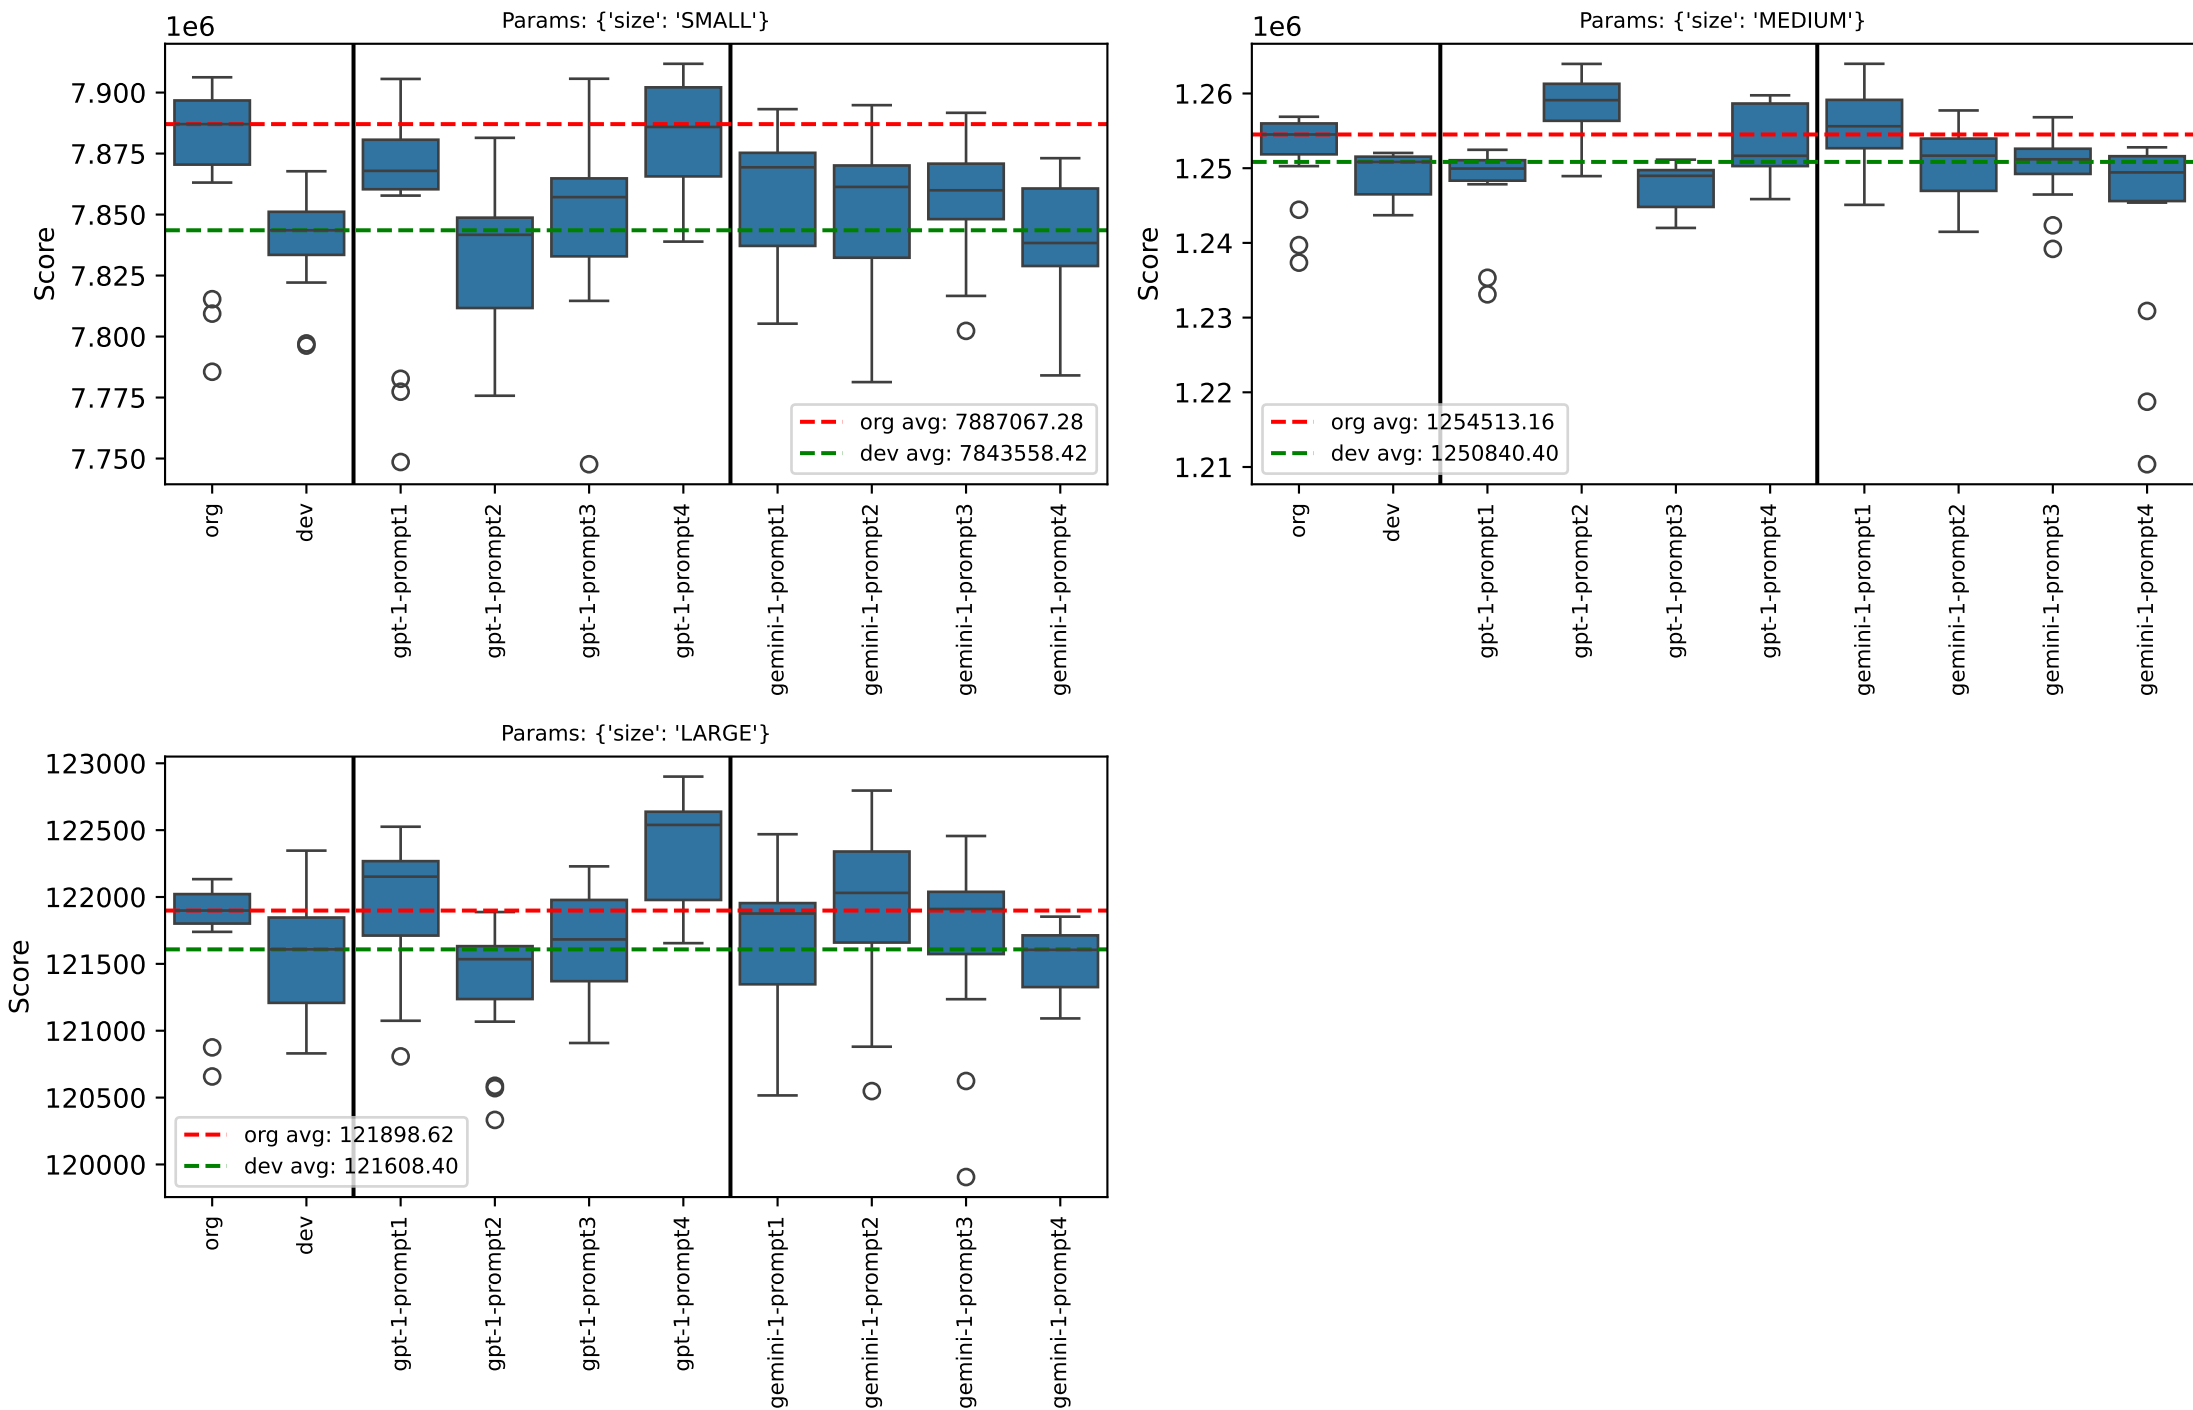 Params: {'size': 'SMALL'}
1e6
Score
7.900
7.875
7.850
7.825
7.800
7.775
7.750
org avg: 7887067.28
dev avg: 7843558.42
org
dev
gpt-1-prompt1
gpt-1-prompt2
gpt-1-prompt3
gpt-1-prompt4
gemini-1-prompt1
gemini-1-prompt2
gemini-1-prompt3
gemini-1-prompt4
Params: {'size': 'MEDIUM'}
1e6
Score
1.26
1.25
1.24
1.23
1.22
1.21
org avg: 1254513.16
dev avg: 1250840.40
org
dev
gpt-1-prompt1
gpt-1-prompt2
gpt-1-prompt3
gpt-1-prompt4
gemini-1-prompt1
gemini-1-prompt2
gemini-1-prompt3
gemini-1-prompt4
Params: {'size': 'LARGE'}
Score
123000
122500
122000
121500
121000
120500
120000
org avg: 121898.62
dev avg: 121608.40
org
dev
gpt-1-prompt1
gpt-1-prompt2
gpt-1-prompt3
gpt-1-prompt4
gemini-1-prompt1
gemini-1-prompt2
gemini-1-prompt3
gemini-1-prompt4